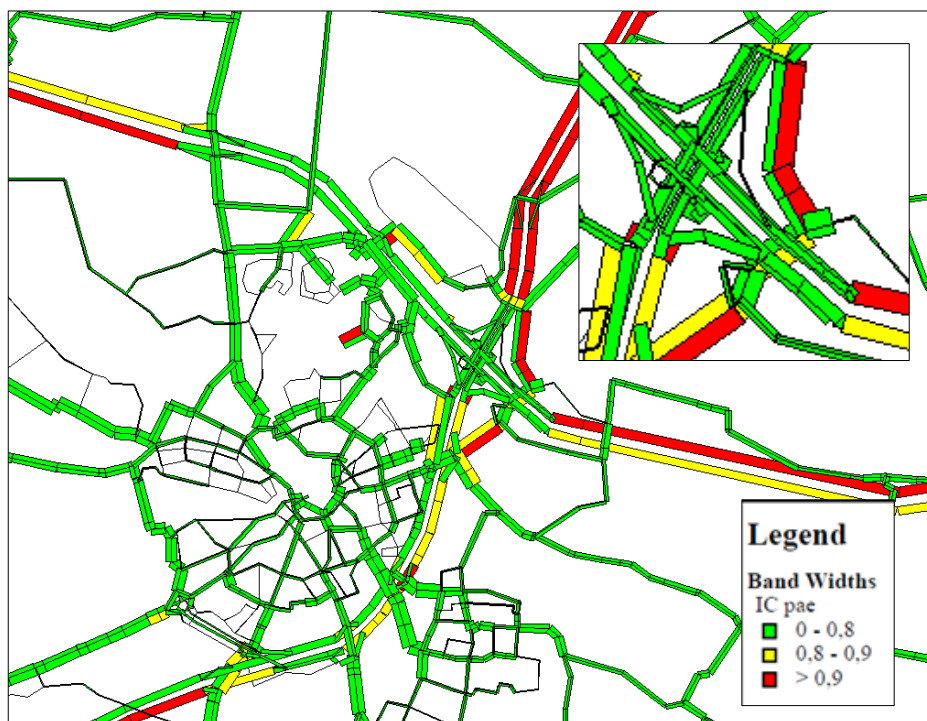 Legend
Band Widths
IC pae
0 - 0,8
0,8 - 0,9
> 0,9